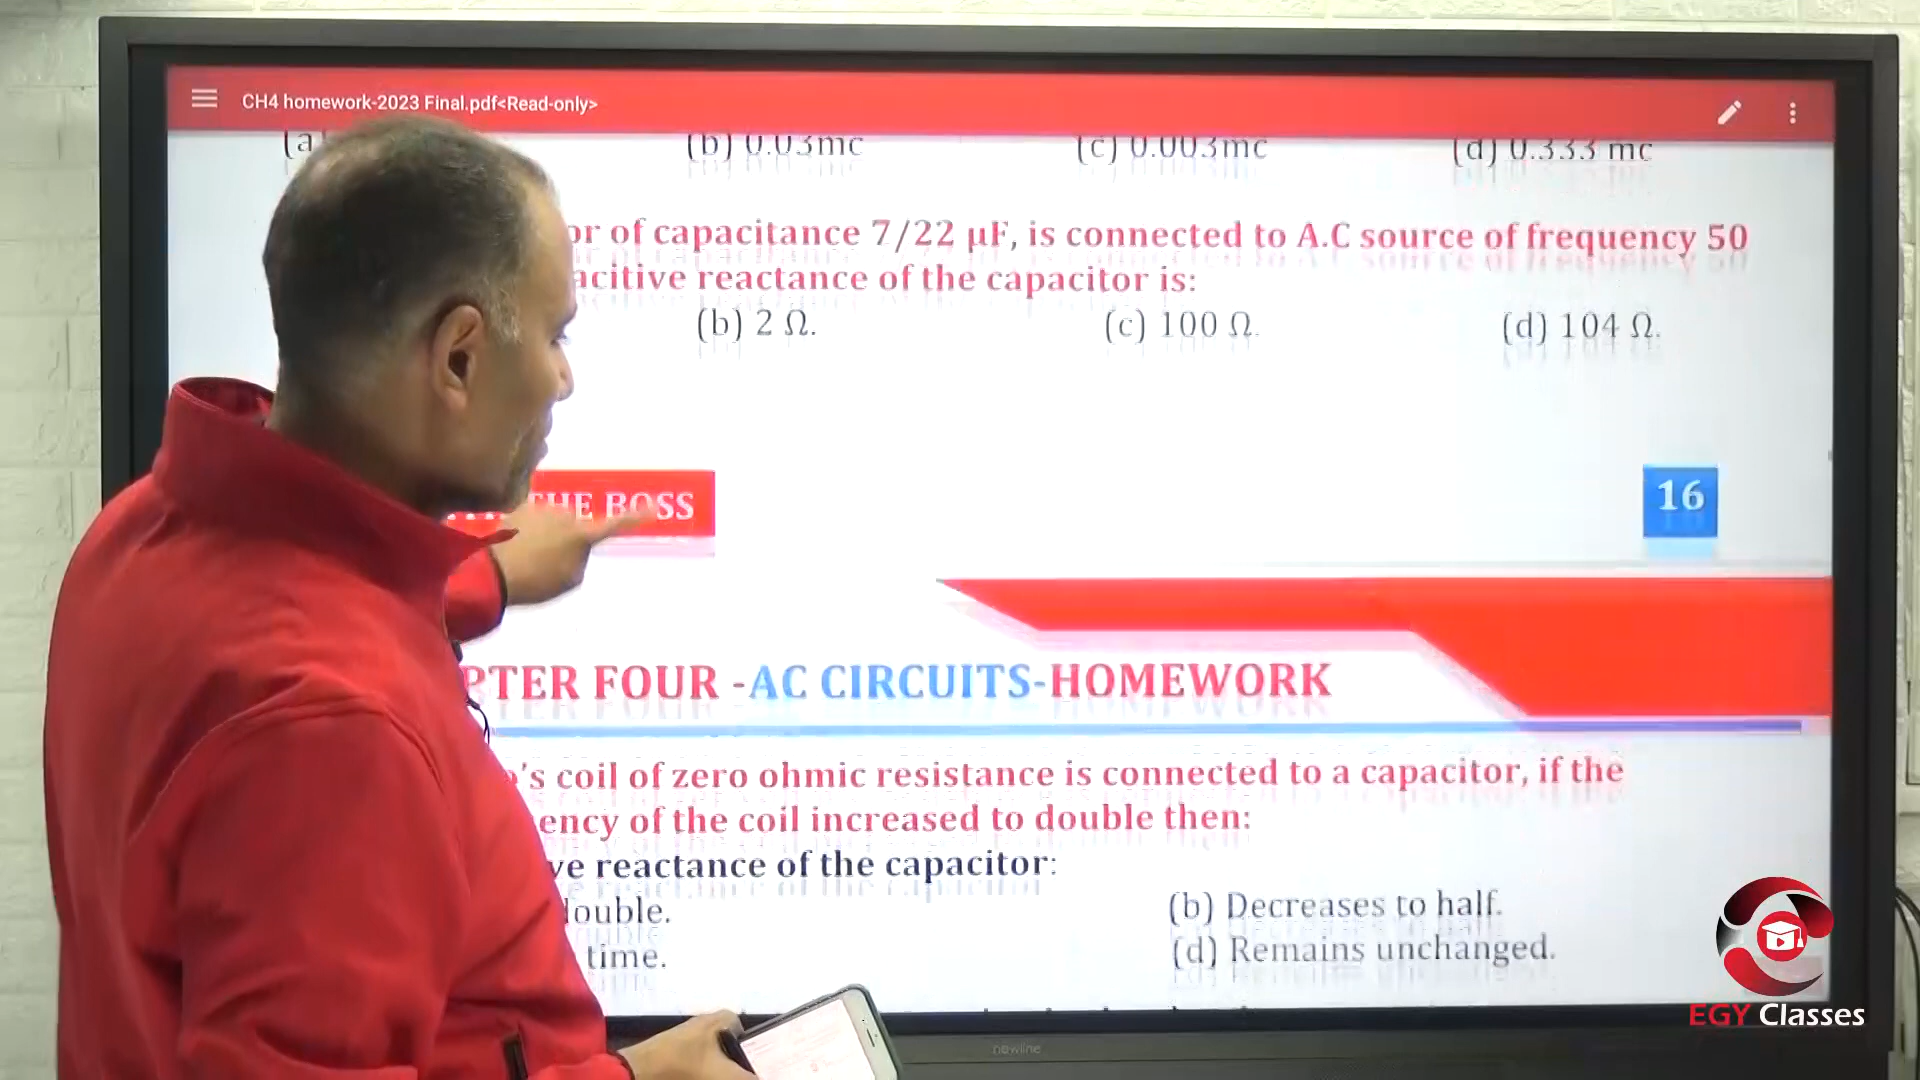 CH4 homework-2023 Final.pdf<Read-only>
(a (b) 0.03mc (c) 0.003mc (d) 0.333 mc
or of capacitance 7/22 μF, is connected to A.C source of frequency 50
acitive reactance of the capacitor is:
(b) 2 Ω. (c) 100 Ω. (d) 104 Ω.
THE BOSS
16
PTER FOUR -AC CIRCUITS-HOMEWORK
's coil of zero ohmic resistance is connected to a capacitor, if the
ency of the coil increased to double then:
ve reactance of the capacitor:
double. (b) Decreases to half.
time. (d) Remains unchanged.
EGY Classes
newline